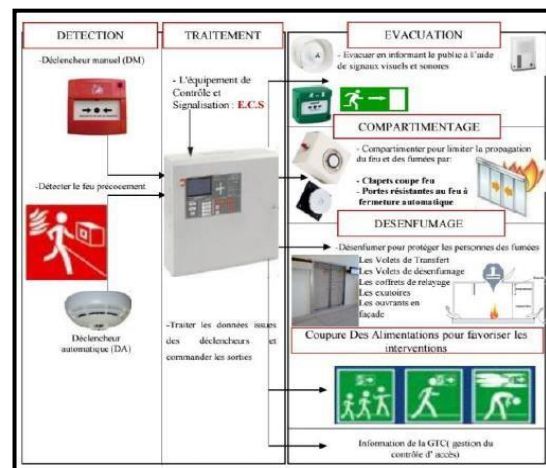 DETECTION
-Déclencheur manuel (DM)
-Détecter le feu précocement
Déclencheur
automatique (DA)
TRAITEMENT
- L'équipement de
Contrôle et
Signalisation : E.C.S
-Traiter les données issues
des déclencheurs et
commander les sorties
EVACUATION
- Evacuer en informant le public à l'aide
de signaux visuels et sonores
COMPARTIMENTAGE
- Compartimenter pour limiter la propagation
du feu et des fumées par:
- Clapets coupe feu
- Portes résistantes au feu à
fermeture automatique
DESENFUMAGE
-Désenfumer pour protéger les personnes des fumées
Les Volets de Transfert
Les Volets de désenfumage
Les coffrets de relayage
Les exutoires
Les ouvrants en
façade
Coupure Des Alimentations pour favoriser les
interventions
Information de la GTC( gestion du
contrôle d' accès)